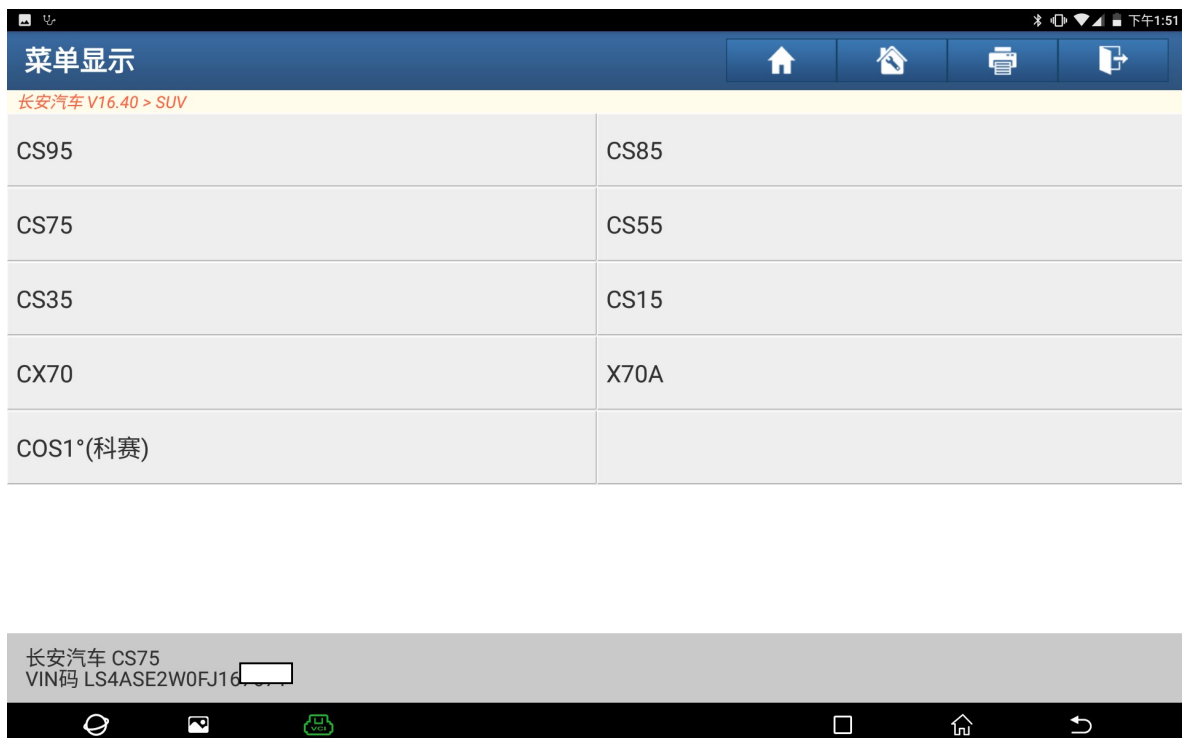 下午1:51
菜单显示
长安汽车 V16.40 > SUV
CS95
CS85
CS75
CS55
CS35
CS15
CX70
X70A
COS1°(科赛)
长安汽车 CS75
VIN码 LS4ASE2W0FJ16
VCI